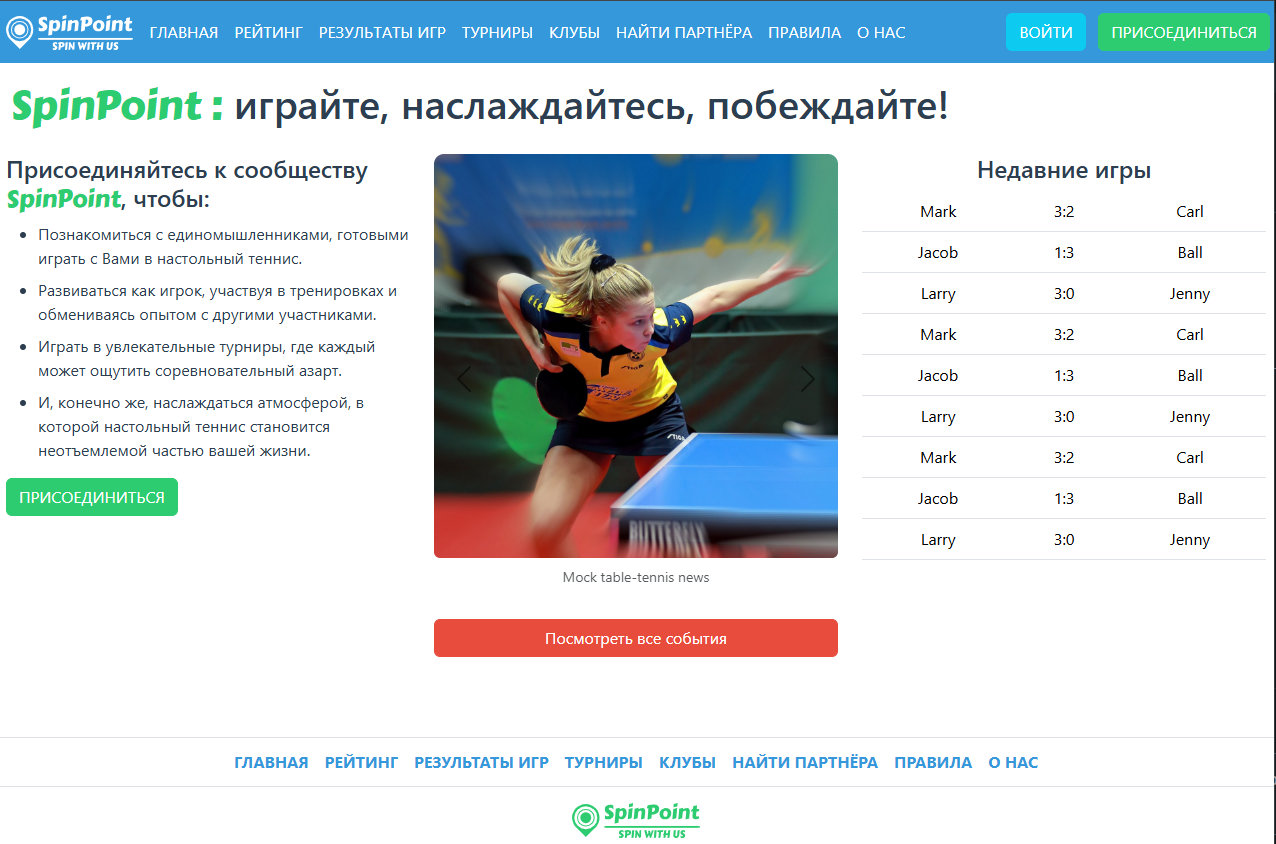 SpinPoint
SPIN WITH US
ГЛАВНАЯ РЕЙТИНГ РЕЗУЛЬТАТЫ ИГР ТУРНИРЫ КЛУБЫ НАЙТИ ПАРТНЁРА ПРАВИЛА О НАС ВОЙТИ ПРИСОЕДИНИТЬСЯ
SpinPoint : играйте, наслаждайтесь, побеждайте!
Присоединяйтесь к сообществу
SpinPoint, чтобы:
Познакомиться с единомышленниками, готовыми
играть с Вами в настольный теннис.
Развиваться как игрок, участвуя в тренировках и
обмениваясь опытом с другими участниками.
Играть в увлекательные турниры, где каждый
может ощутить соревновательный азарт.
И, конечно же, наслаждаться атмосферой, в
которой настольный теннис становится
неотъемлемой частью вашей жизни.
ПРИСОЕДИНИТЬСЯ
STIGA
STIGA
BUTTERFLY
Mock table-tennis news
Посмотреть все события
Недавние игры
Mark 3:2 Carl
Jacob 1:3 Ball
Larry 3:0 Jenny
Mark 3:2 Carl
Jacob 1:3 Ball
Larry 3:0 Jenny
Mark 3:2 Carl
Jacob 1:3 Ball
Larry 3:0 Jenny
ГЛАВНАЯ РЕЙТИНГ РЕЗУЛЬТАТЫ ИГР ТУРНИРЫ КЛУБЫ НАЙТИ ПАРТНЁРА ПРАВИЛА О НАС
SpinPoint
SPIN WITH US